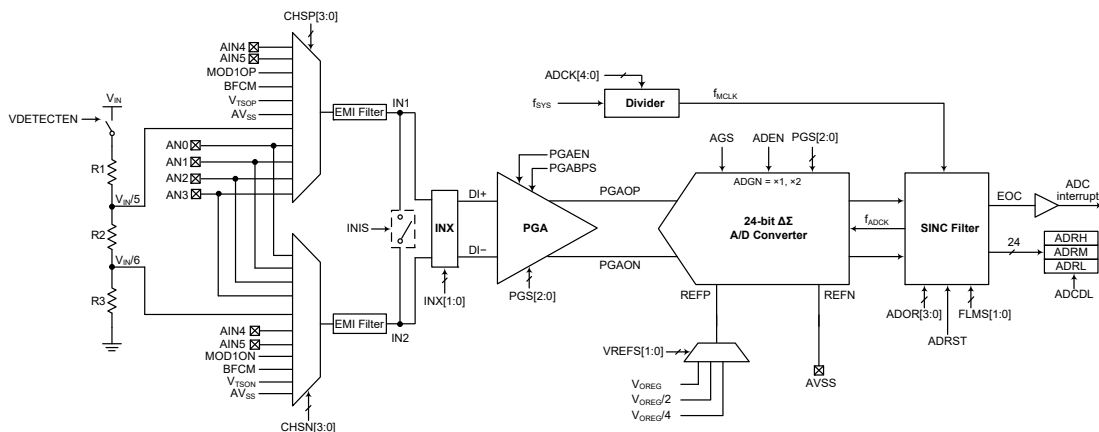 CHSP[3:0]
AIN4
AIN5
MOD1OP
BFCM
VTSOP
AVSS
VIN
VDETECTEN
R1
VIN/5
R2
VIN/6
R3
AN0
AN1
AN2
AN3
AIN4
AIN5
MOD1ON
BFCM
VTSON
AVSS
CHSN[3:0]
EMI Filter
IN1
INIS
EMI Filter
IN2
INX
INX[1:0]
DI+
DI−
PGAEN
PGABPS
PGA
PGS[2:0]
PGAOP
PGAON
ADCK[4:0]
fSYS
Divider
fMCLK
AGS
ADEN
PGS[2:0]
ADGN = ×1, ×2
24-bit ΔΣ
A/D Converter
REFP
REFN
VREFS[1:0]
VOREG
VOREG/2
VOREG/4
AVSS
fADCK
SINC Filter
ADOR[3:0]
FLMS[1:0]
ADRST
EOC
ADC
interrupt
24
ADRH
ADRM
ADRL
ADCDL